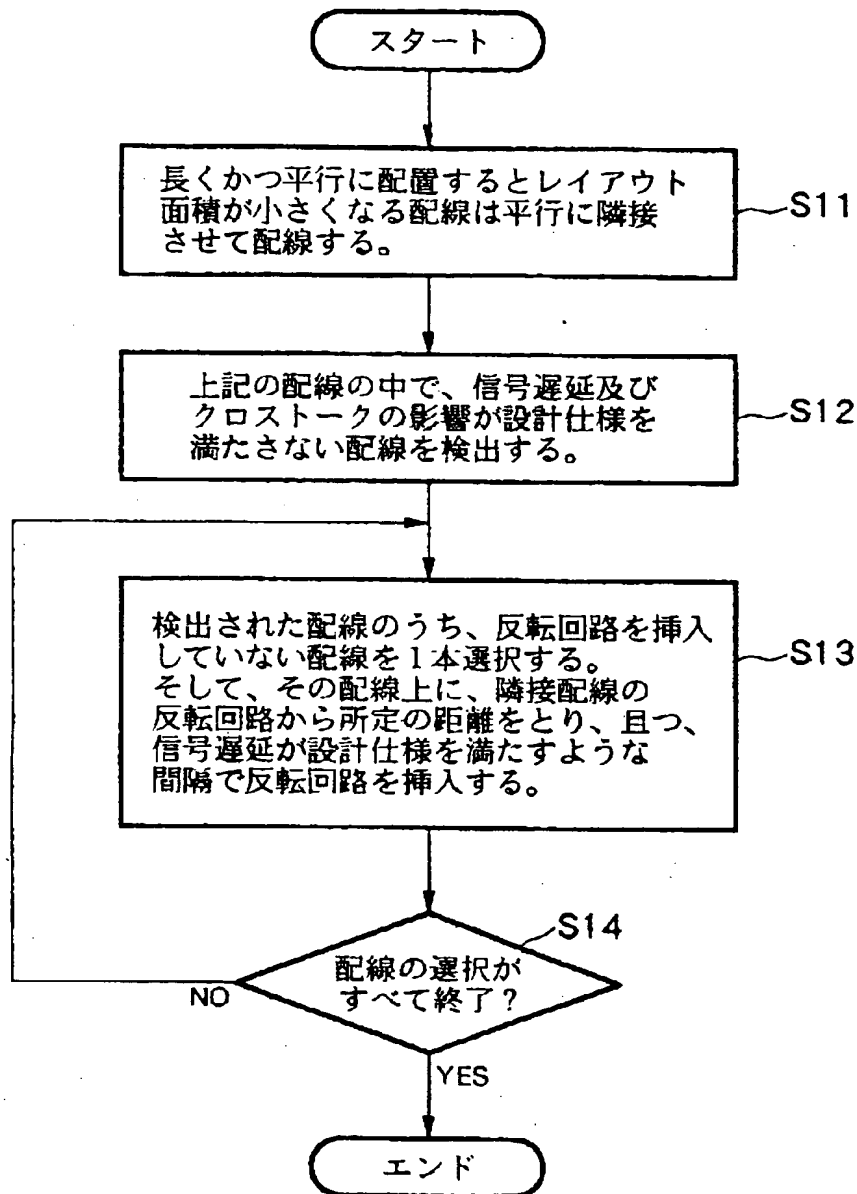 スタート
長くかつ平行に配置するとレイアウト
面積が小さくなる配線は平行に隣接
させて配線する。
S11
上記の配線の中で、信号遅延及び
クロストークの影響が設計仕様を
満たさない配線を検出する。
S12
検出された配線のうち、反転回路を挿入
していない配線を1本選択する。
そして、その配線上に、隣接配線の
反転回路から所定の距離をとり、且つ、
信号遅延が設計仕様を満たすような
間隔で反転回路を挿入する。
S13
S14
配線の選択が
すべて終了?
NO
YES
エンド